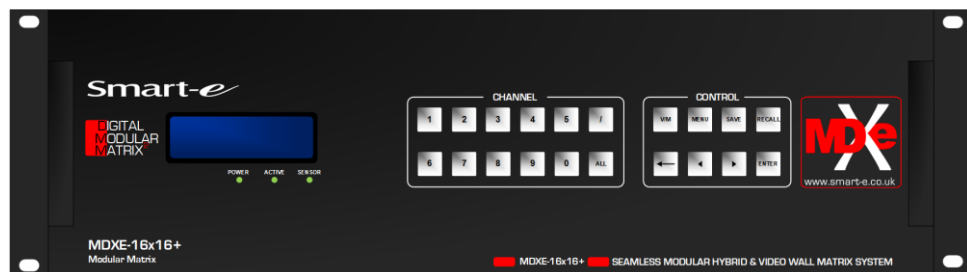 Smart-e
DIGITAL
MODULAR
MATRIX
POWER ACTIVE SENSOR
CHANNEL
1 2 3 4 5 /
6 7 8 9 0 ALL
CONTROL
V/M MENU SAVE RECALL
ENTER
MDXe
www.smart-e.co.uk
MDXE-16x16+
Modular Matrix
MDXE-16x16+ SEAMLESS MODULAR HYBRID & VIDEO WALL MATRIX SYSTEM